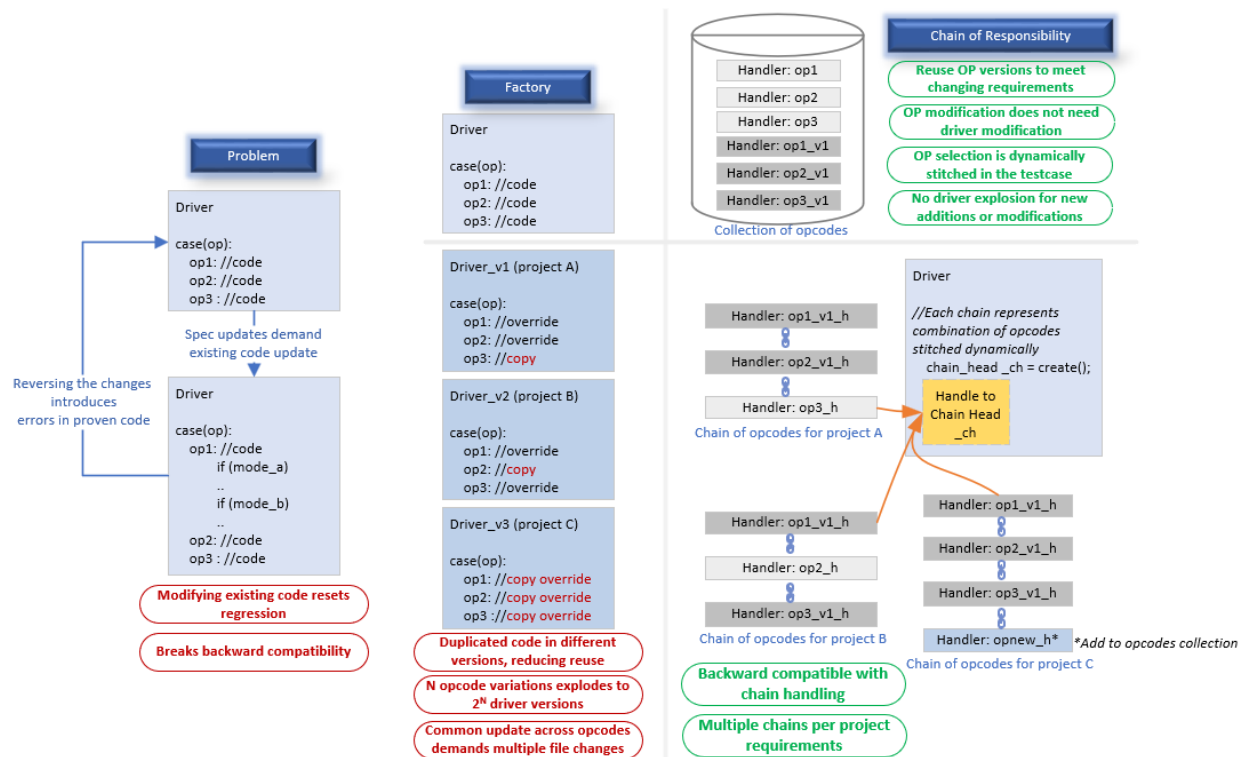 Problem
Driver
case(op):
op1: //code
op2: //code
op3 : //code
Spec updates demand
existing code update
Reversing the changes
introduces
errors in proven code
Driver
case(op):
op1: //code
if (mode_a)
..
if (mode_b)
..
op2: //code
op3 : //code
Modifying existing code resets
regression
Breaks backward compatibility
Factory
Driver
case(op):
op1: //code
op2: //code
op3: //code
Driver_v1 (project A)
case(op):
op1: //override
op2: //override
op3: //copy
Driver_v2 (project B)
case(op):
op1: //override
op2: //copy
op3: //override
Driver_v3 (project C)
case(op):
op1: //copy override
op2: //copy override
op3 ://copy override
Duplicated code in different
versions, reducing reuse
N opcode variations explodes to
2ᴺ driver versions
Common update across opcodes
demands multiple file changes
Handler: op1
Handler: op2
Handler: op3
Handler: op1_v1
Handler: op2_v1
Handler: op3_v1
Collection of opcodes
Chain of Responsibility
Reuse OP versions to meet
changing requirements
OP modification does not need
driver modification
OP selection is dynamically
stitched in the testcase
No driver explosion for new
additions or modifications
Handler: op1_v1_h
Handler: op2_v1_h
Handler: op3_h
Chain of opcodes for project A
Driver
//Each chain represents
combination of opcodes
stitched dynamically
chain_head _ch = create();
Handle to
Chain Head
_ch
Handler: op1_v1_h
Handler: op2_h
Handler: op3_v1_h
Chain of opcodes for project B
Handler: op1_v1_h
Handler: op2_v1_h
Handler: op3_v1_h
Handler: opnew_h*
*Add to opcodes collection
Chain of opcodes for project C
Backward compatible with
chain handling
Multiple chains per project
requirements